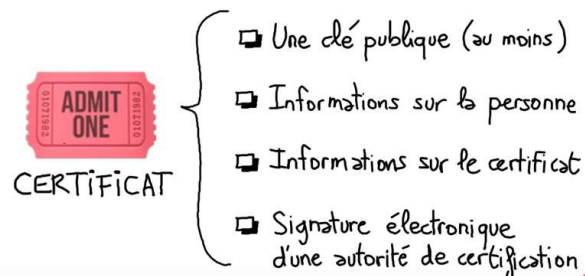 Une clé publique (au moins)
ADMIT
ONE
01071982
01071982
Informations sur la personne
CERTIFICAT
Informations sur le certificat
Signature électronique
d'une autorité de certification